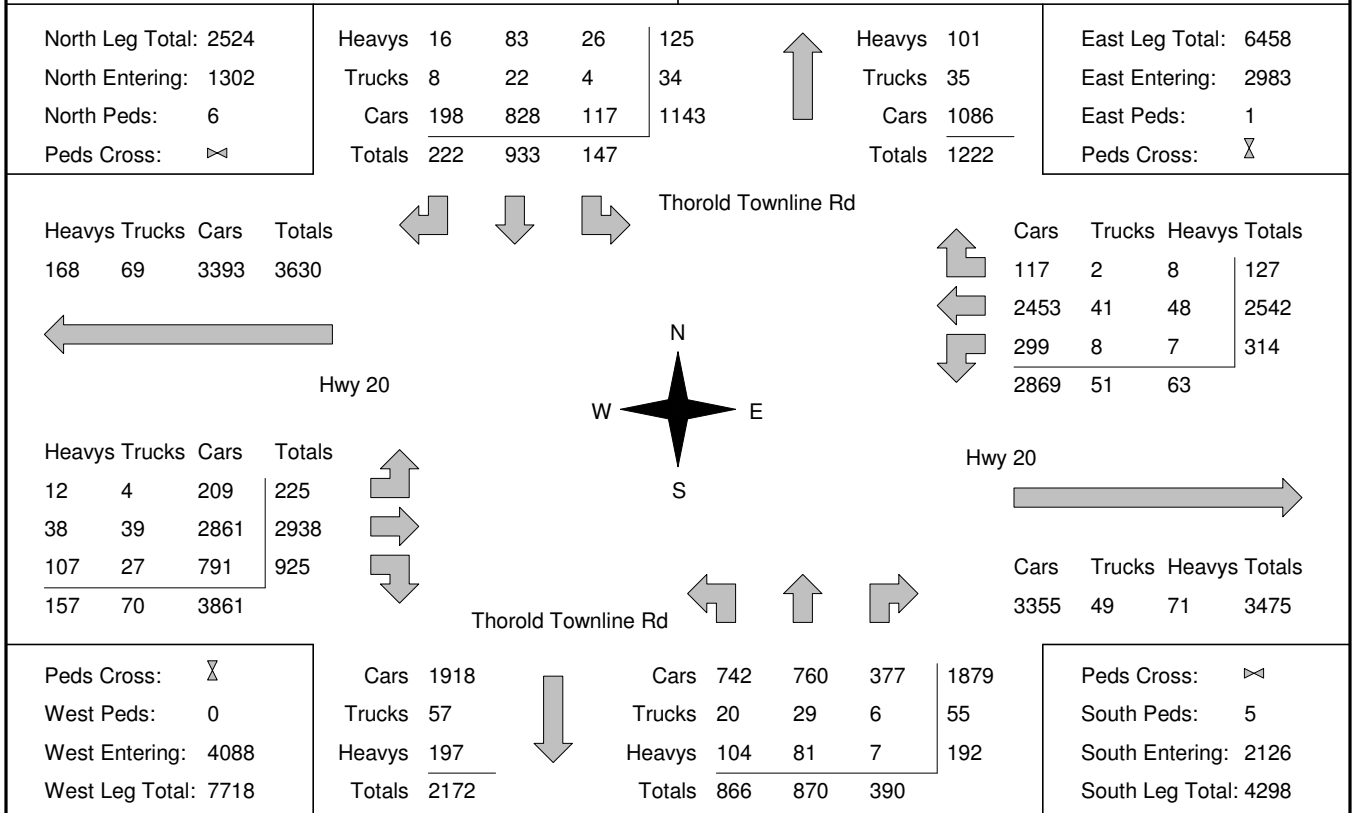 North Leg Total: 2524
North Entering: 1302
North Peds: 6
Peds Cross:
Heavys 16 83 26 125
Trucks 8 22 4 34
Cars 198 828 117 1143
Totals 222 933 147
Heavys 101
Trucks 35
Cars 1086
Totals 1222
East Leg Total: 6458
East Entering: 2983
East Peds: 1
Peds Cross:
Thorold Townline Rd
Heavys Trucks Cars Totals
168 69 3393 3630
Cars Trucks Heavys Totals
117 2 8 127
2453 41 48 2542
299 8 7 314
2869 51 63
Hwy 20
N
W E
S
Heavys Trucks Cars Totals
12 4 209 225
38 39 2861 2938
107 27 791 925
157 70 3861
Hwy 20
Cars Trucks Heavys Totals
3355 49 71 3475
Thorold Townline Rd
Peds Cross:
West Peds: 0
West Entering: 4088
West Leg Total: 7718
Cars 1918
Trucks 57
Heavys 197
Totals 2172
Cars 742 760 377 1879
Trucks 20 29 6 55
Heavys 104 81 7 192
Totals 866 870 390
Peds Cross:
South Peds: 5
South Entering: 2126
South Leg Total: 4298